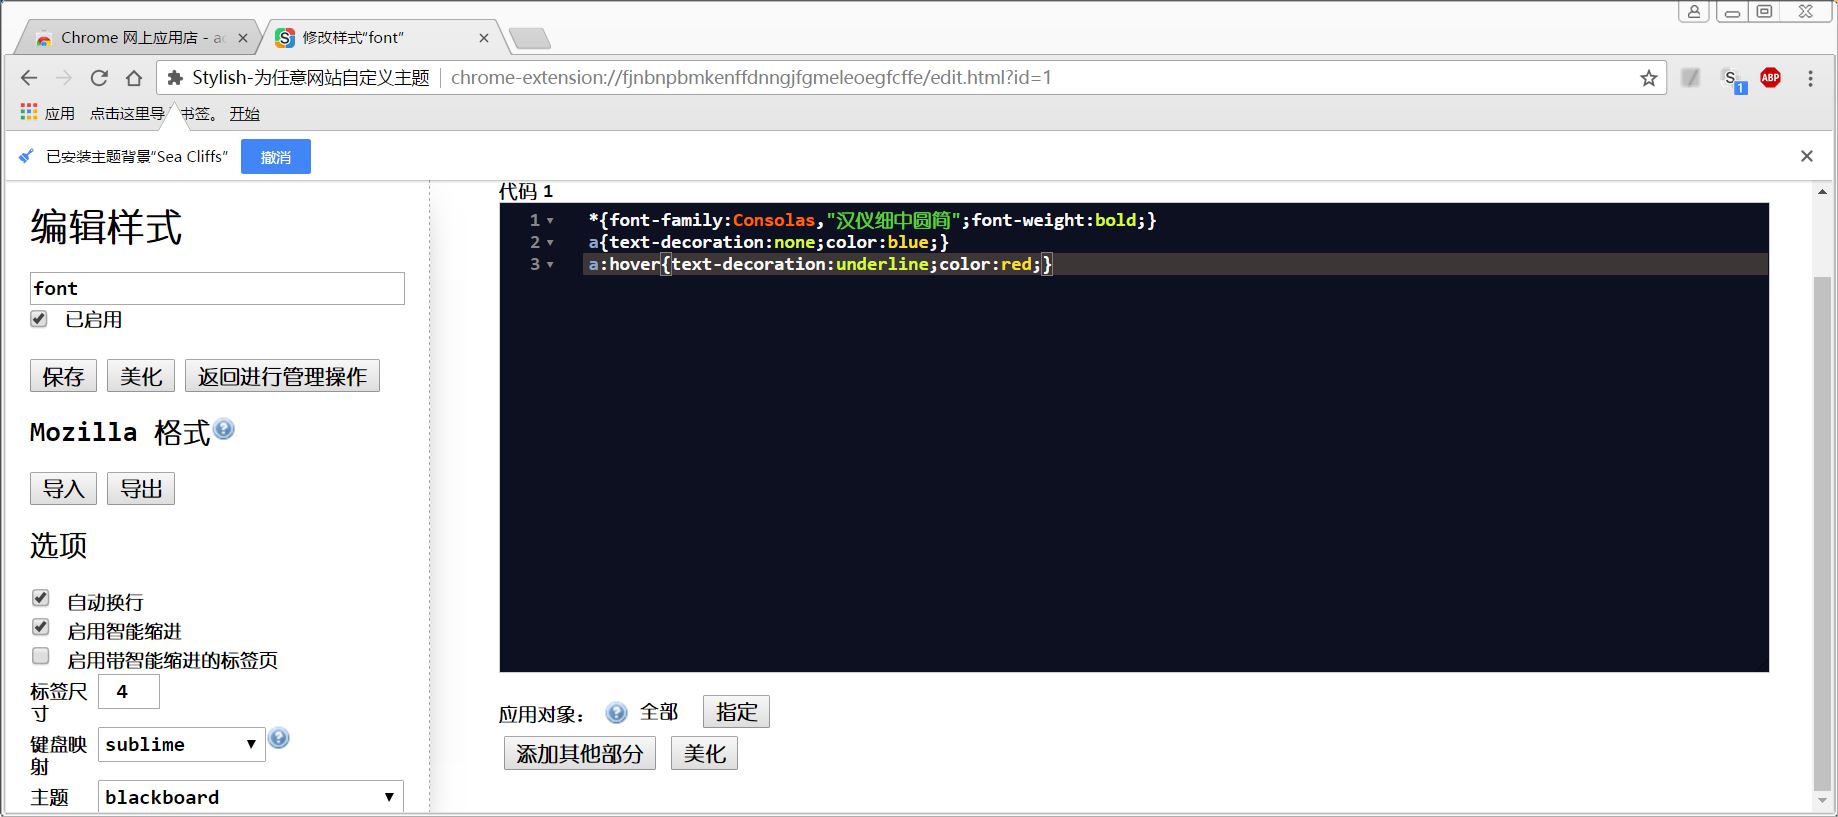 Chrome 网上应用店 - ac
修改样式“font”
Stylish-为任意网站自定义主题 chrome-extension://fjnbnpbmkenffdnngjfgmeleoegfcffe/edit.html?id=1
S 1 ABP
应用 点击这里导 书签。 开始
已安装主题背景“Sea Cliffs” 撤消
编辑样式
font
已启用
保存 美化 返回进行管理操作
Mozilla 格式
导入 导出
选项
自动换行
启用智能缩进
启用带智能缩进的标签页
标签尺寸 4
键盘映射 sublime
主题 blackboard
代码 1
1 *{font-family:Consolas,"汉仪细中圆简";font-weight:bold;}
2 a{text-decoration:none;color:blue;}
3 a:hover{text-decoration:underline;color:red;}
应用对象： 全部 指定
添加其他部分 美化